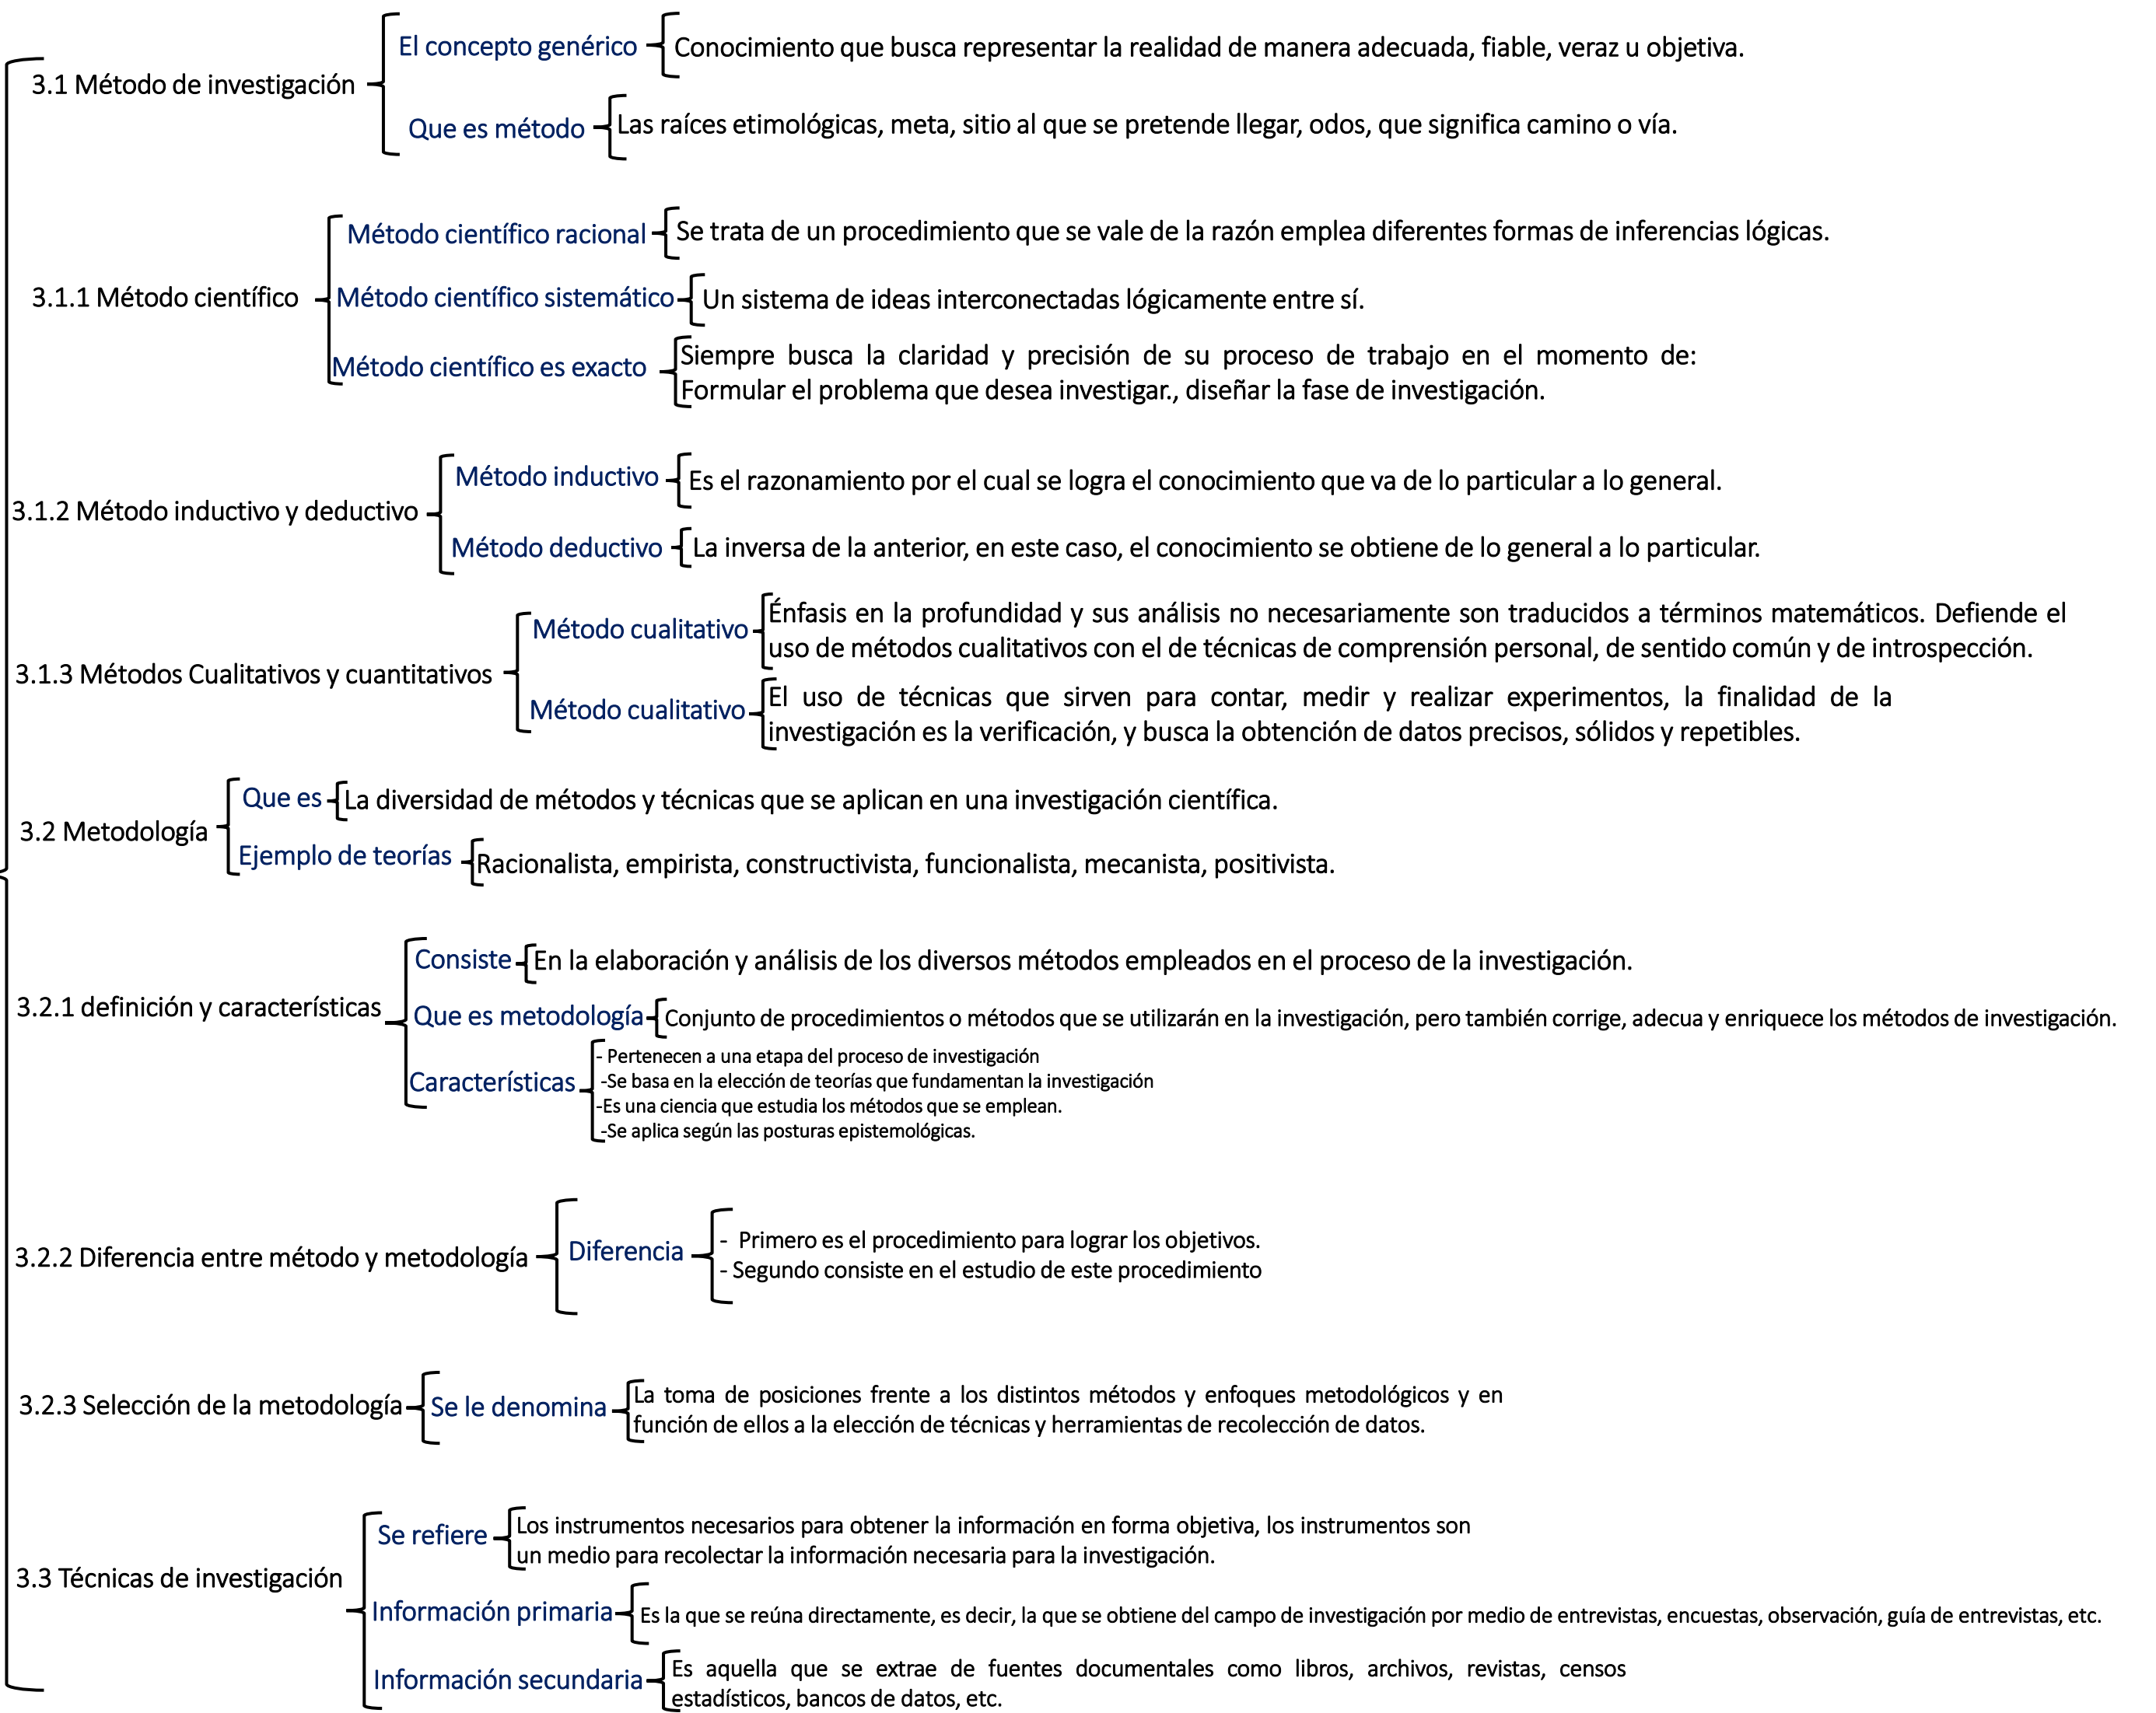 3.1 Método de investigación
El concepto genérico
Conocimiento que busca representar la realidad de manera adecuada, fiable, veraz u objetiva.
Que es método
Las raíces etimológicas, meta, sitio al que se pretende llegar, odos, que significa camino o vía.
3.1.1 Método científico
Método científico racional
Se trata de un procedimiento que se vale de la razón emplea diferentes formas de inferencias lógicas.
Método científico sistemático
Un sistema de ideas interconectadas lógicamente entre sí.
Método científico es exacto
Siempre busca la claridad y precisión de su proceso de trabajo en el momento de:
Formular el problema que desea investigar., diseñar la fase de investigación.
3.1.2 Método inductivo y deductivo
Método inductivo
Es el razonamiento por el cual se logra el conocimiento que va de lo particular a lo general.
Método deductivo
La inversa de la anterior, en este caso, el conocimiento se obtiene de lo general a lo particular.
3.1.3 Métodos Cualitativos y cuantitativos
Método cualitativo
Énfasis en la profundidad y sus análisis no necesariamente son traducidos a términos matemáticos. Defiende el
uso de métodos cualitativos con el de técnicas de comprensión personal, de sentido común y de introspección.
Método cualitativo
El uso de técnicas que sirven para contar, medir y realizar experimentos, la finalidad de la
investigación es la verificación, y busca la obtención de datos precisos, sólidos y repetibles.
3.2 Metodología
Que es
La diversidad de métodos y técnicas que se aplican en una investigación científica.
Ejemplo de teorías
Racionalista, empirista, constructivista, funcionalista, mecanista, positivista.
3.2.1 definición y características
Consiste
En la elaboración y análisis de los diversos métodos empleados en el proceso de la investigación.
Que es metodología
Conjunto de procedimientos o métodos que se utilizarán en la investigación, pero también corrige, adecua y enriquece los métodos de investigación.
Características
- Pertenecen a una etapa del proceso de investigación
-Se basa en la elección de teorías que fundamentan la investigación
-Es una ciencia que estudia los métodos que se emplean.
-Se aplica según las posturas epistemológicas.
3.2.2 Diferencia entre método y metodología
Diferencia
- Primero es el procedimiento para lograr los objetivos.
- Segundo consiste en el estudio de este procedimiento
3.2.3 Selección de la metodología
Se le denomina
La toma de posiciones frente a los distintos métodos y enfoques metodológicos y en
función de ellos a la elección de técnicas y herramientas de recolección de datos.
3.3 Técnicas de investigación
Se refiere
Los instrumentos necesarios para obtener la información en forma objetiva, los instrumentos son
un medio para recolectar la información necesaria para la investigación.
Información primaria
Es la que se reúna directamente, es decir, la que se obtiene del campo de investigación por medio de entrevistas, encuestas, observación, guía de entrevistas, etc.
Información secundaria
Es aquella que se extrae de fuentes documentales como libros, archivos, revistas, censos
estadísticos, bancos de datos, etc.